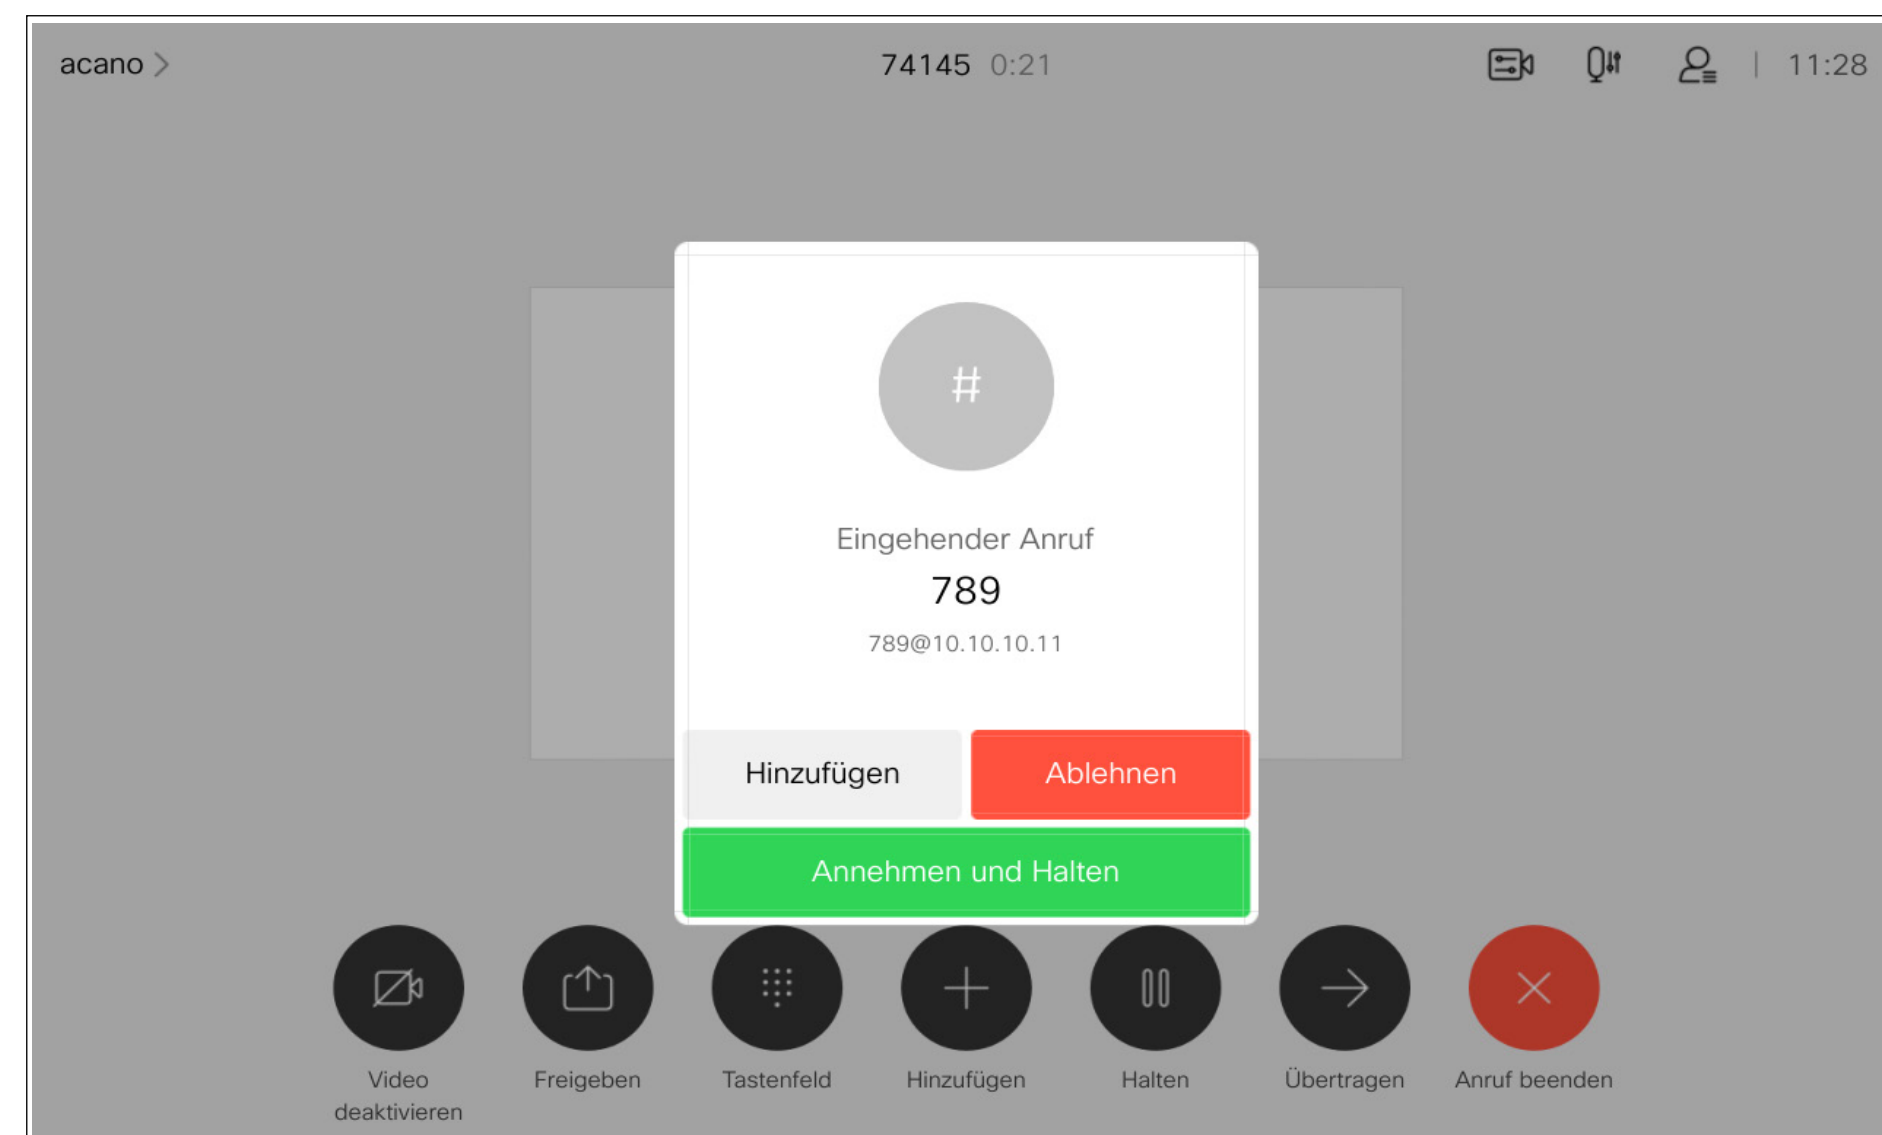 acano
74145 0:21
11:28
#
Eingehender Anruf
789
789@10.10.10.11
Hinzufügen
Ablehnen
Annehmen und Halten
Video
deaktivieren
Freigeben
Tastenfeld
Hinzufügen
Halten
Übertragen
Anruf beenden